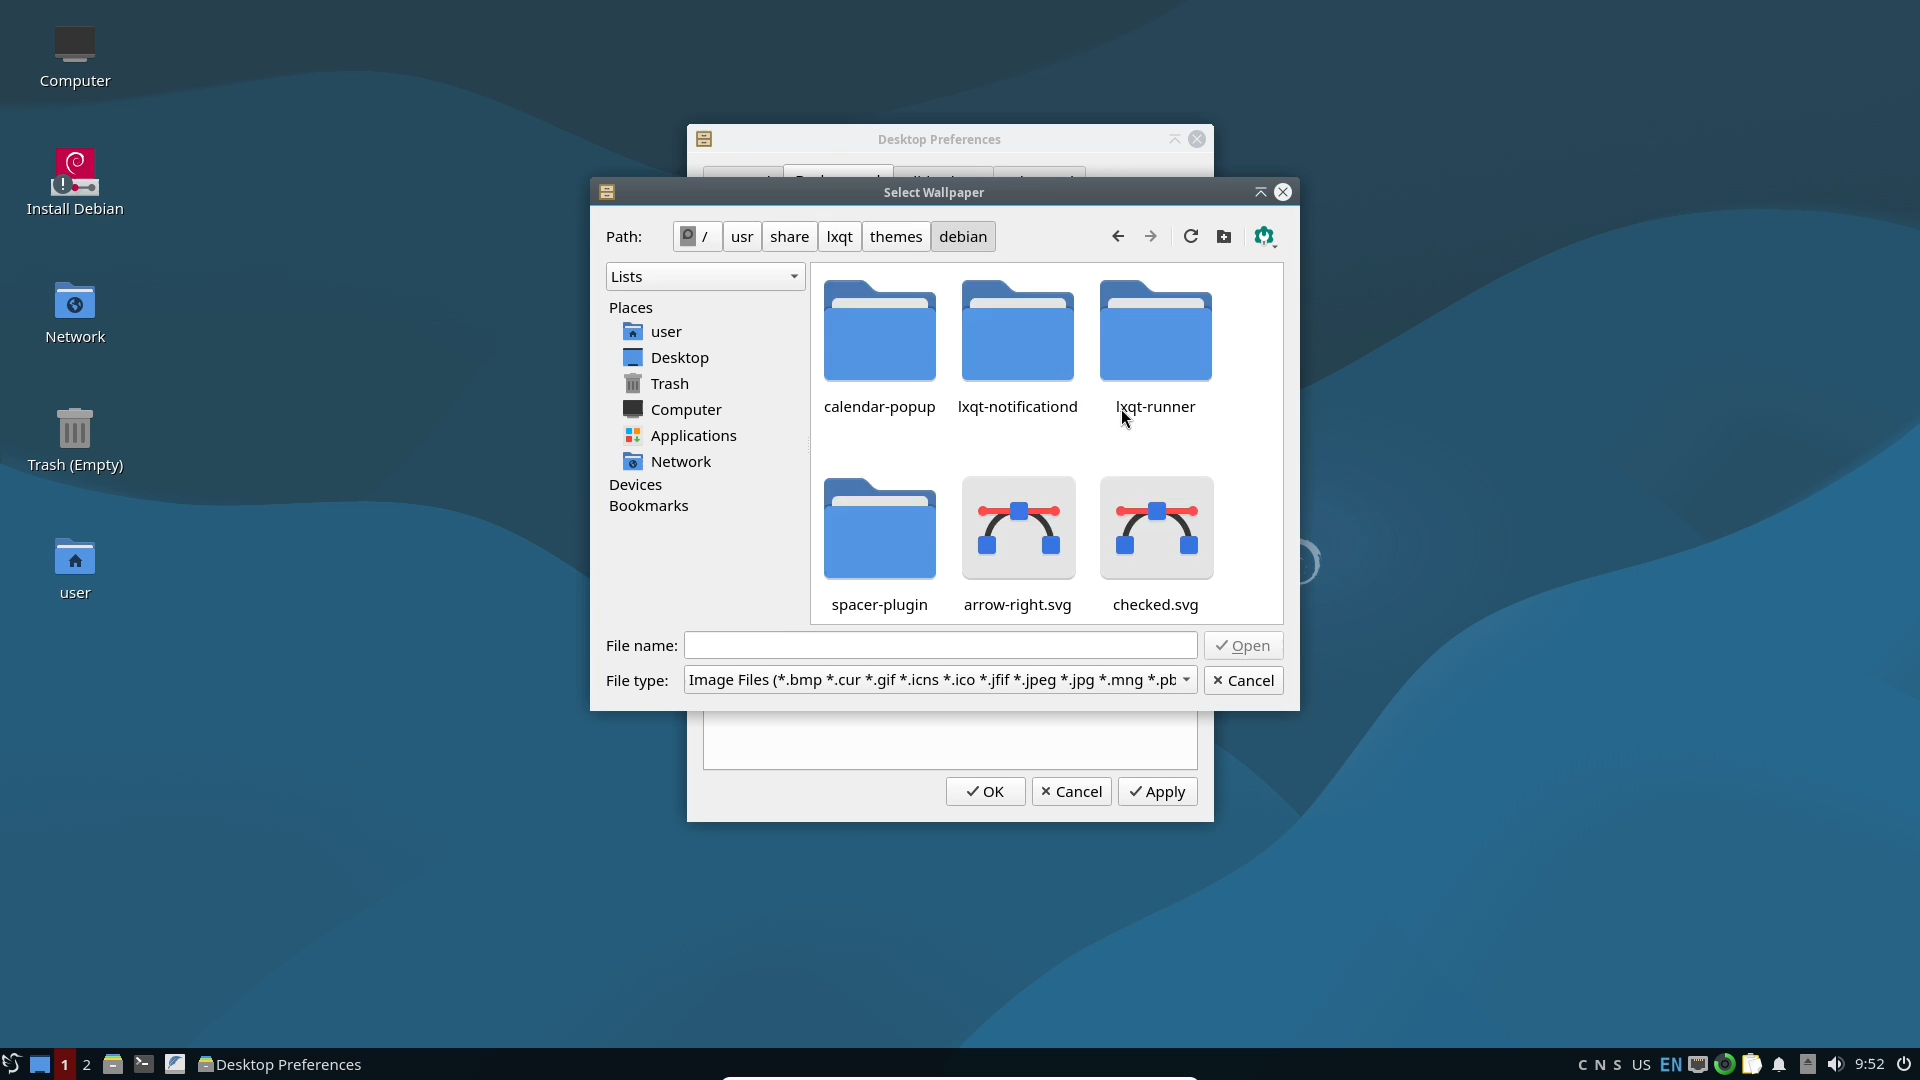 Computer
Install Debian
Network
Trash (Empty)
user
Desktop Preferences
Select Wallpaper
Path:
/
usr
share
lxqt
themes
debian
Lists
Places
user
Desktop
Trash
Computer
Applications
Network
Devices
Bookmarks
calendar-popup
lxqt-notificationd
lxqt-runner
spacer-plugin
arrow-right.svg
checked.svg
File name:
Open
File type:
Image Files (*.bmp *.cur *.gif *.icns *.ico *.jfif *.jpeg *.jpg *.mng *.pb
Cancel
OK
Cancel
Apply
1
2
Desktop Preferences
C N S
US
EN
9:52